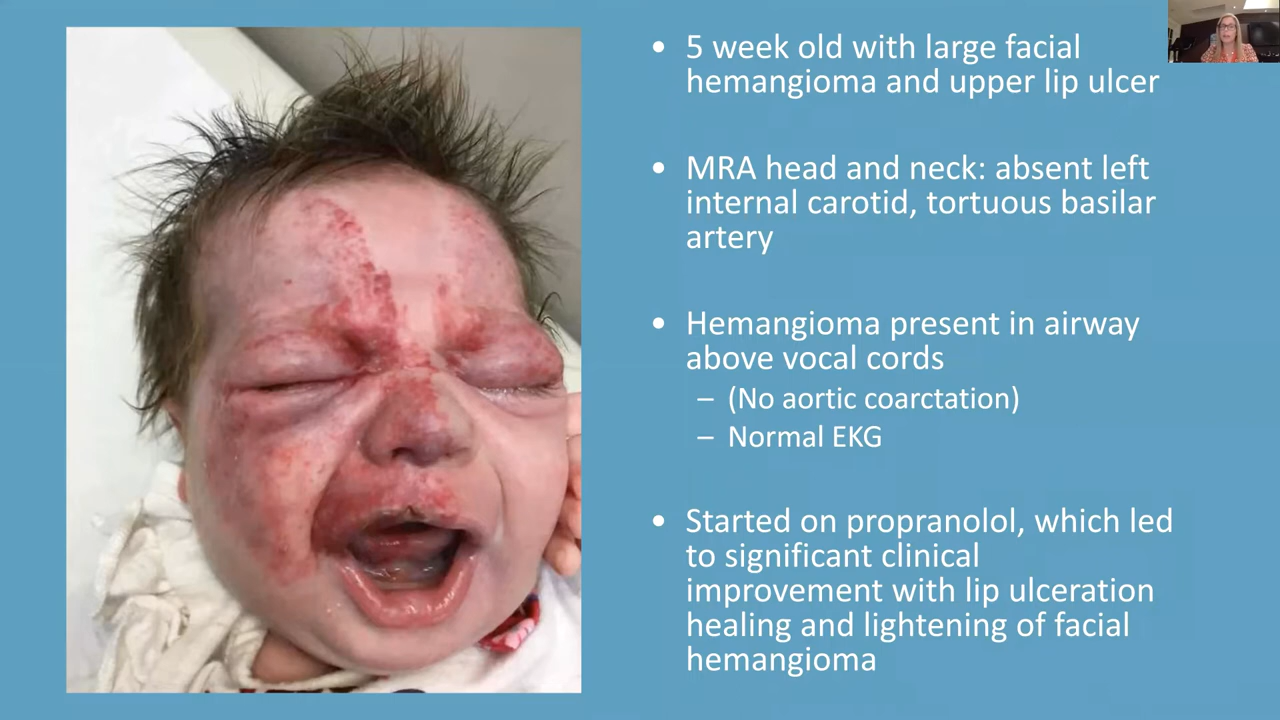 • 5 week old with large facial
hemangioma and upper lip ulcer
• MRA head and neck: absent left
internal carotid, tortuous basilar
artery
• Hemangioma present in airway
above vocal cords
– (No aortic coarctation)
– Normal EKG
• Started on propranolol, which led
to significant clinical
improvement with lip ulceration
healing and lightening of facial
hemangioma